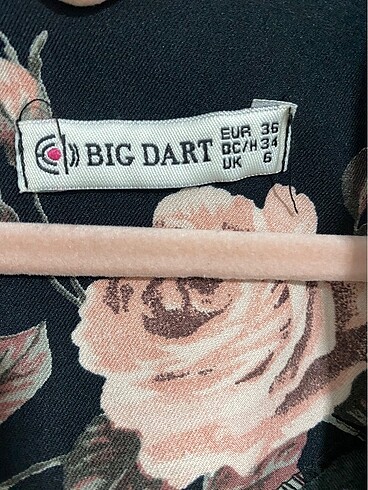 BIG DART
EUR 36
DC/H 34
UK 6